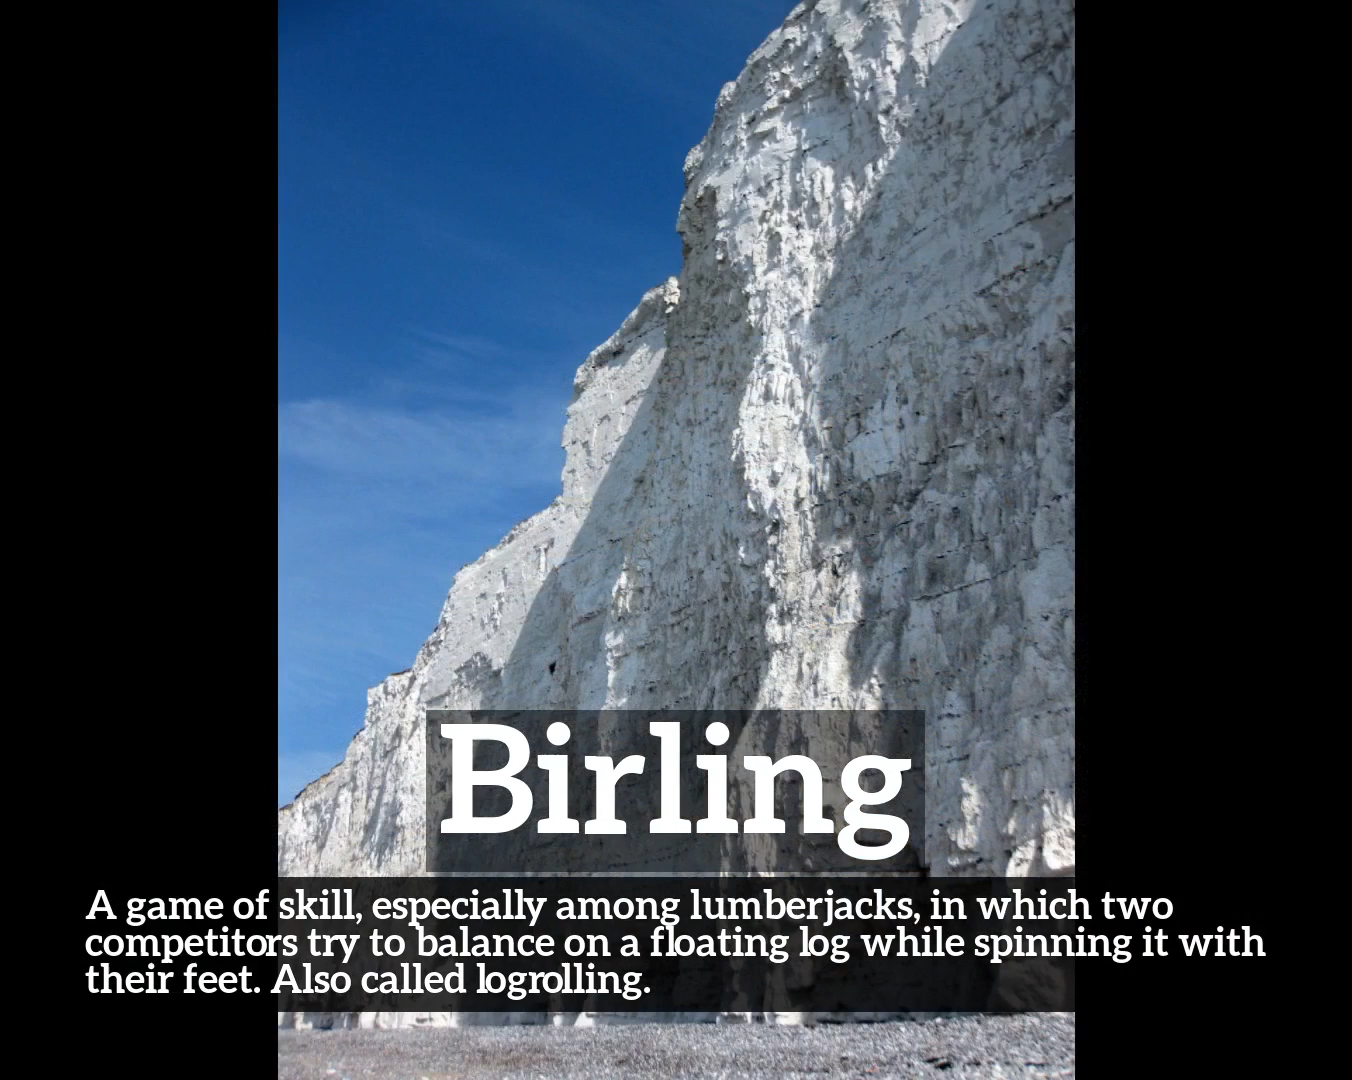 Birling
A game of skill, especially among lumberjacks, in which two
competitors try to balance on a floating log while spinning it with
their feet. Also called logrolling.